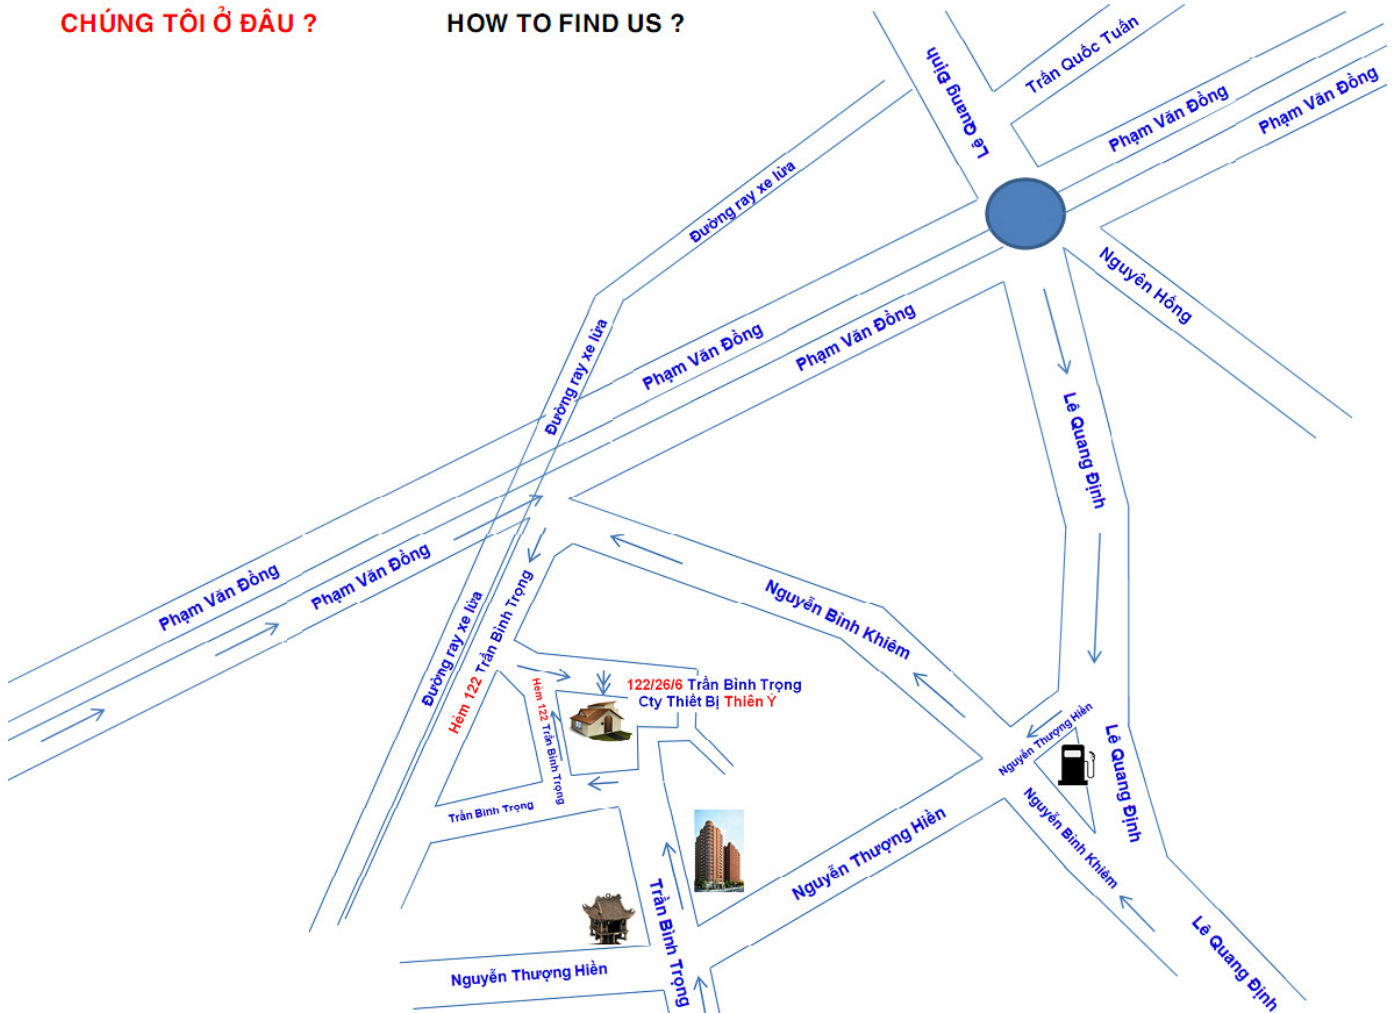 CHÚNG TÔI Ở ĐÂU ?
HOW TO FIND US ?
Lê Quang Định
Trần Quốc Tuấn
Phạm Văn Đồng
Phạm Văn Đồng
Đường ray xe lửa
Nguyên Hồng
Đường ray xe lửa
Phạm Văn Đồng
Phạm Văn Đồng
Lê Quang Định
Phạm Văn Đồng
Phạm Văn Đồng
Đường ray xe lửa
Hẻm 122 Trần Bình Trọng
Nguyễn Bỉnh Khiêm
Hẻm 122 Trần Bình Trọng
122/26/6 Trần Bình Trọng
Cty Thiết Bị Thiên Ý
Nguyễn Thượng Hiền
Lê Quang Định
Trần Bình Trọng
Nguyễn Thượng Hiền
Nguyễn Bỉnh Khiêm
Trần Bình Trọng
Nguyễn Thượng Hiền
Lê Quang Định